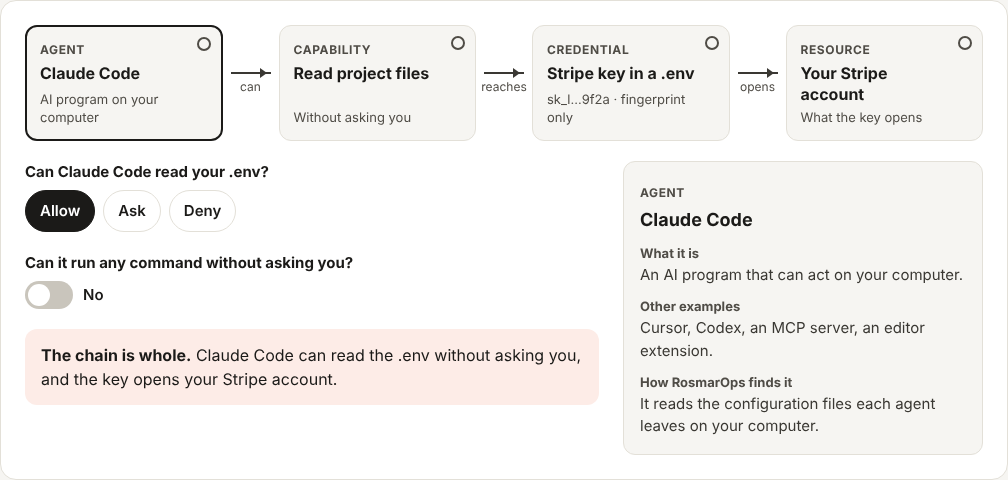 AGENT
Claude Code
AI program on your
computer
can
CAPABILITY
Read project files
Without asking you
reaches
CREDENTIAL
Stripe key in a .env
sk_l…9f2a · fingerprint
only
opens
RESOURCE
Your Stripe
account
What the key opens
Can Claude Code read your .env?
Allow
Ask
Deny
Can it run any command without asking you?
No
The chain is whole. Claude Code can read the .env without asking you,
and the key opens your Stripe account.
AGENT
Claude Code
What it is
An AI program that can act on your computer.
Other examples
Cursor, Codex, an MCP server, an editor
extension.
How RosmarOps finds it
It reads the configuration files each agent
leaves on your computer.